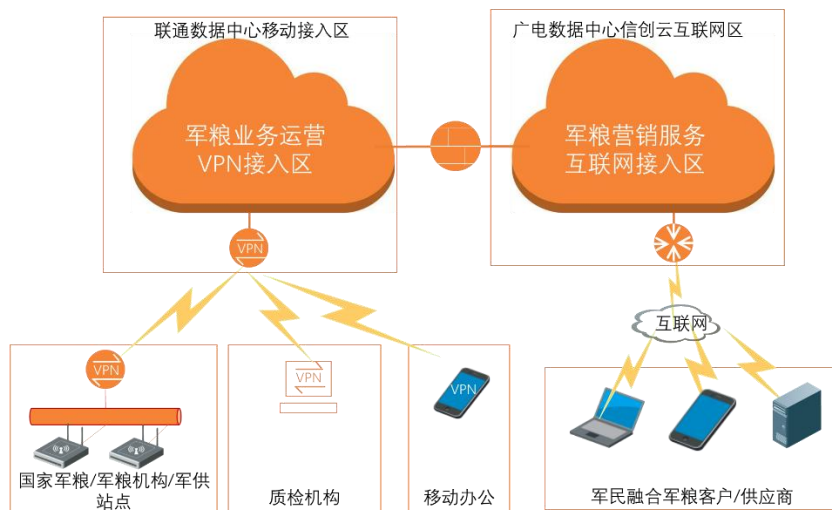 联通数据中心移动接入区
广电数据中心信创云互联网区
军粮业务运营
VPN接入区
军粮营销服务
互联网接入区
VPN
互联网
VPN
VPN
VPN
国家军粮/军粮机构/军供
站点
质检机构
移动办公
军民融合军粮客户/供应商